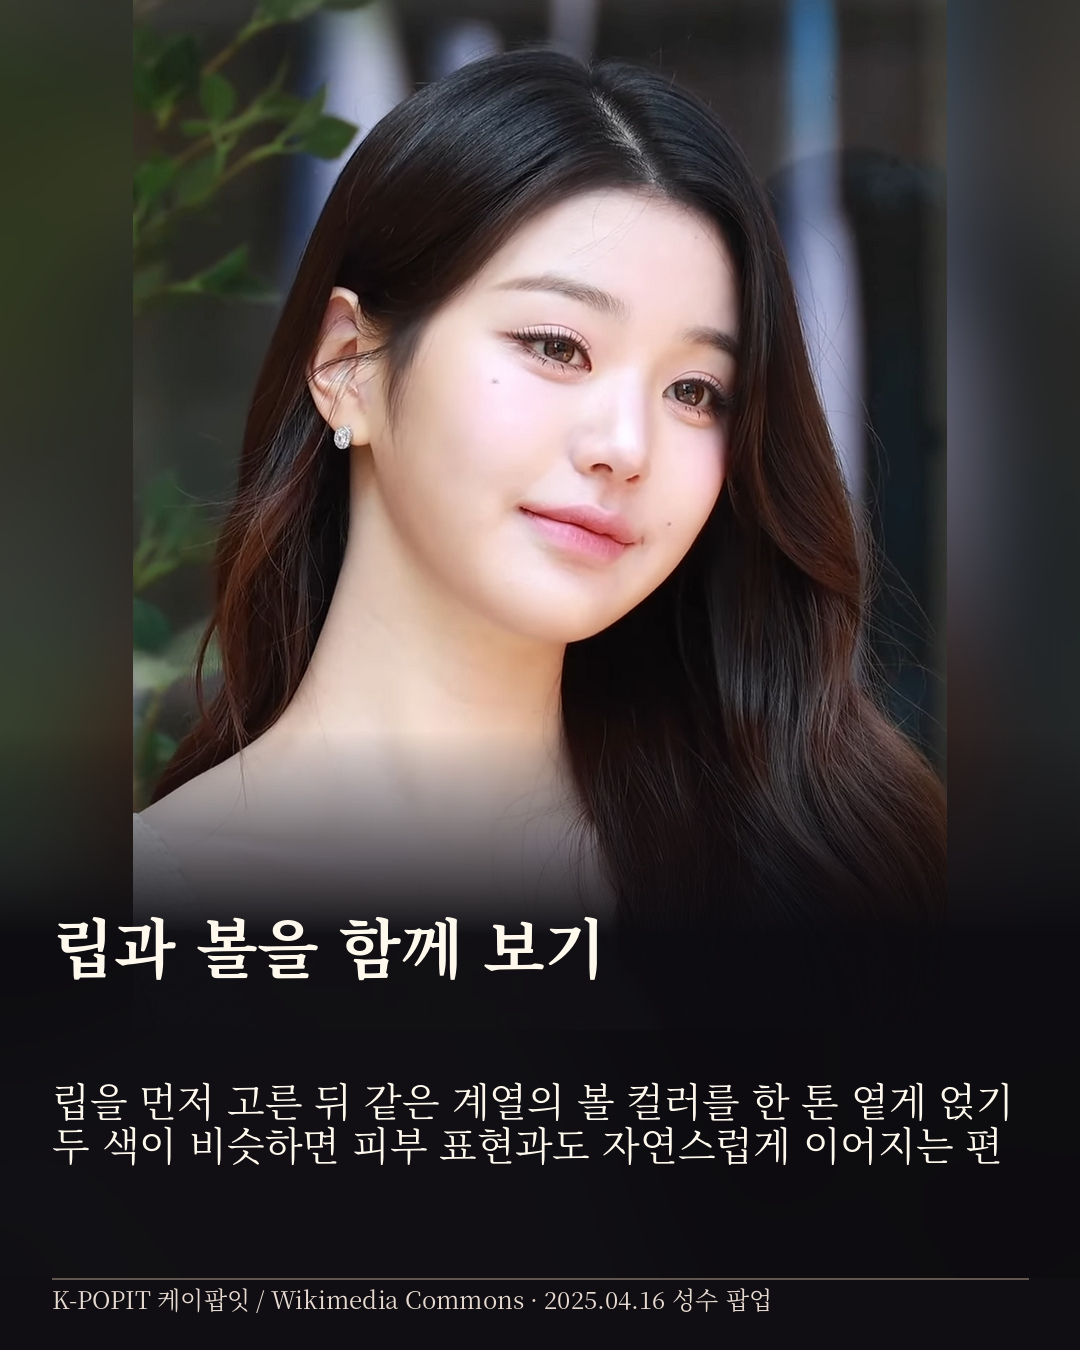 립과 볼을 함께 보기
립을 먼저 고른 뒤 같은 계열의 볼 컬러를 한 톤 옅게 얹기
두 색이 비슷하면 피부 표현과도 자연스럽게 이어지는 편
K-POPIT 케이팝잇 / Wikimedia Commons · 2025.04.16 성수 팝업